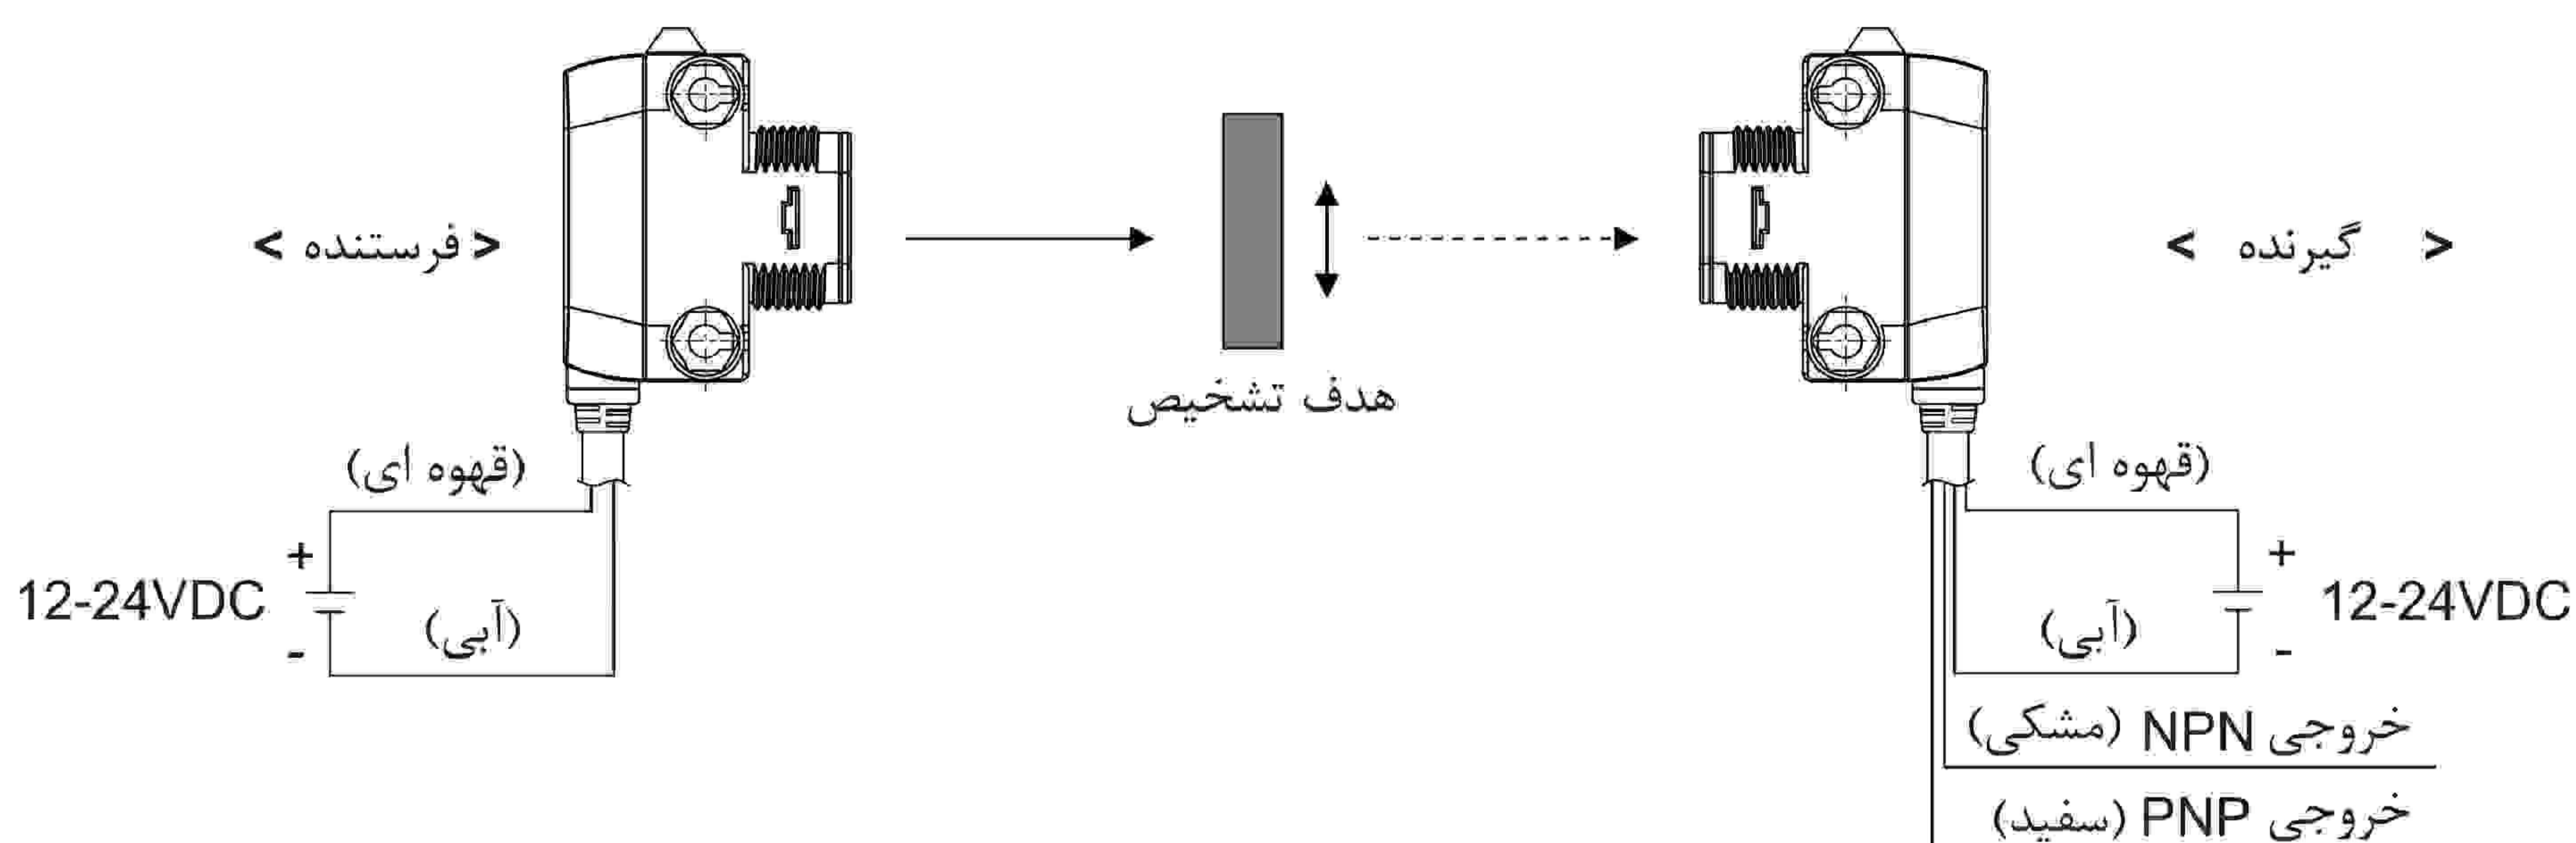 < فرستنده >
< گیرنده >
هدف تشخیص
(قهوه ای)
(قهوه ای)
+
+
12-24VDC
12-24VDC
(آبی)
(آبی)
-
-
خروجی NPN (مشکی)
خروجی PNP (سفید)